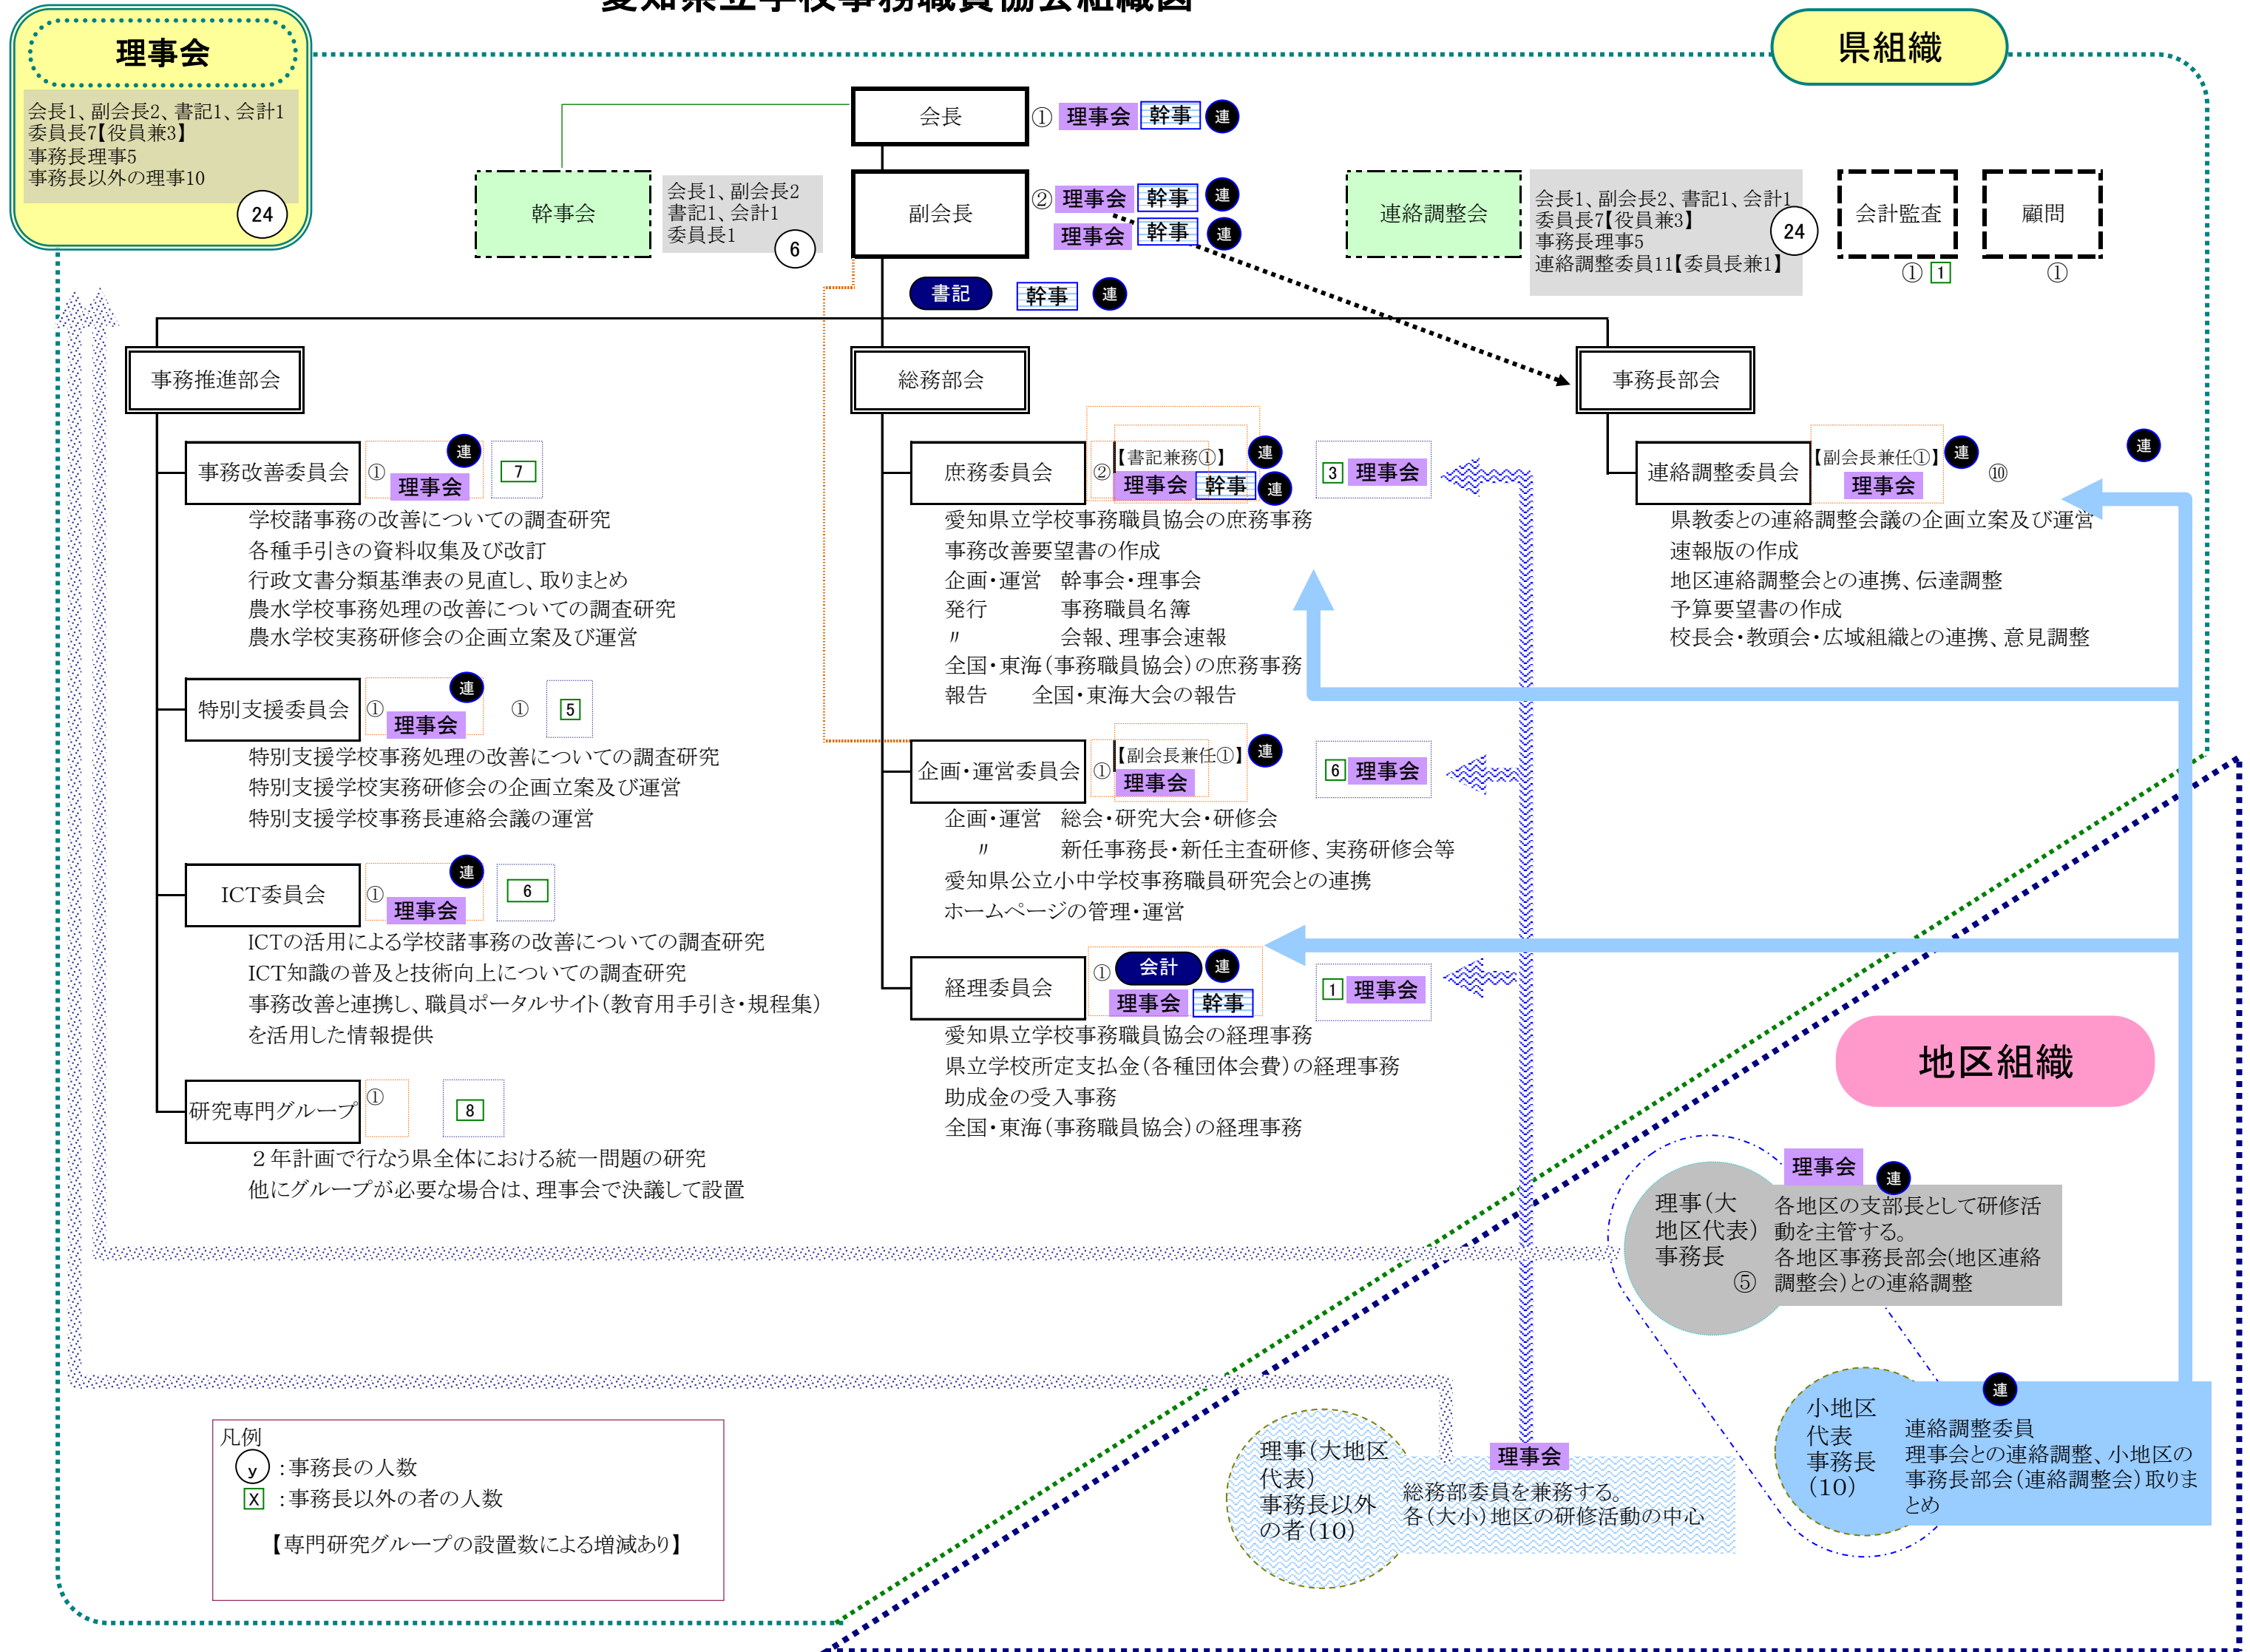 愛知県立学校事務職員協会組織図
理事会
会長1、副会長2、書記1、会計1
委員長7【役員兼3】
事務長理事5
事務長以外の理事10
24
県組織
会長
① 理事会 幹事 連
幹事会
会長1、副会長2
書記1、会計1
委員長1
6
副会長
② 理事会 幹事 連
理事会 幹事 連
連絡調整会
会長1、副会長2、書記1、会計1
委員長7【役員兼3】
事務長理事5
連絡調整委員11【委員長兼1】
24
会計監査
① 1
顧問
①
書記 幹事 連
事務推進部会
総務部会
事務長部会
事務改善委員会
① 連
理事会
7
学校諸事務の改善についての調査研究
各種手引きの資料収集及び改訂
行政文書分類基準表の見直し、取りまとめ
農水学校事務処理の改善についての調査研究
農水学校実務研修会の企画立案及び運営
特別支援委員会
① 連
理事会
① 5
特別支援学校事務処理の改善についての調査研究
特別支援学校実務研修会の企画立案及び運営
特別支援学校事務長連絡会議の運営
ICT委員会
① 連
理事会
6
ICTの活用による学校諸事務の改善についての調査研究
ICT知識の普及と技術向上についての調査研究
事務改善と連携し、職員ポータルサイト(教育用手引き・規程集)
を活用した情報提供
研究専門グループ
①
8
２年計画で行なう県全体における統一問題の研究
他にグループが必要な場合は、理事会で決議して設置
庶務委員会
② 【書記兼務①】 連
理事会 幹事 連
3 理事会
愛知県立学校事務職員協会の庶務事務
事務改善要望書の作成
企画・運営 幹事会・理事会
発行 事務職員名簿
〃 会報、理事会速報
全国・東海(事務職員協会)の庶務事務
報告 全国・東海大会の報告
企画・運営委員会
① 【副会長兼任①】 連
理事会
6 理事会
企画・運営 総会・研究大会・研修会
〃 新任事務長・新任主査研修、実務研修会等
愛知県公立小中学校事務職員研究会との連携
ホームページの管理・運営
経理委員会
① 会計 連
理事会 幹事
1 理事会
愛知県立学校事務職員協会の経理事務
県立学校所定支払金(各種団体会費)の経理事務
助成金の受入事務
全国・東海(事務職員協会)の経理事務
連絡調整委員会
【副会長兼任①】 連
理事会
⑩
連
県教委との連絡調整会議の企画立案及び運営
速報版の作成
地区連絡調整会との連携、伝達調整
予算要望書の作成
校長会・教頭会・広域組織との連携、意見調整
地区組織
理事会 連
理事(大
地区代表)
事務長
⑤
各地区の支部長として研修活
動を主管する。
各地区事務長部会(地区連絡
調整会)との連絡調整
連
小地区
代表
事務長
(10)
連絡調整委員
理事会との連絡調整、小地区の
事務長部会(連絡調整会)取りま
とめ
理事会
理事(大地区
代表)
事務長以外
の者(10)
総務部委員を兼務する。
各(大小)地区の研修活動の中心
凡例
y :事務長の人数
X :事務長以外の者の人数
【専門研究グループの設置数による増減あり】